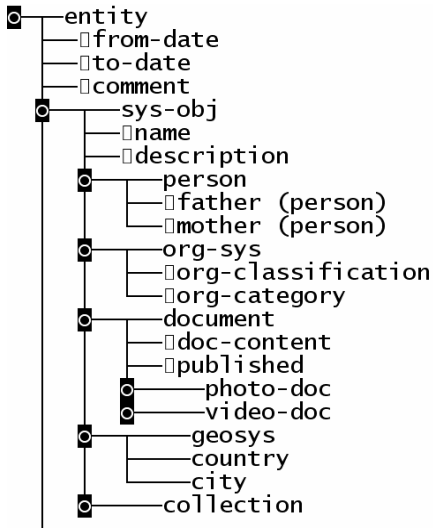 entity
from-date
to-date
comment
sys-obj
name
description
person
father (person)
mother (person)
org-sys
org-classification
org-category
document
doc-content
published
photo-doc
video-doc
geosys
country
city
collection